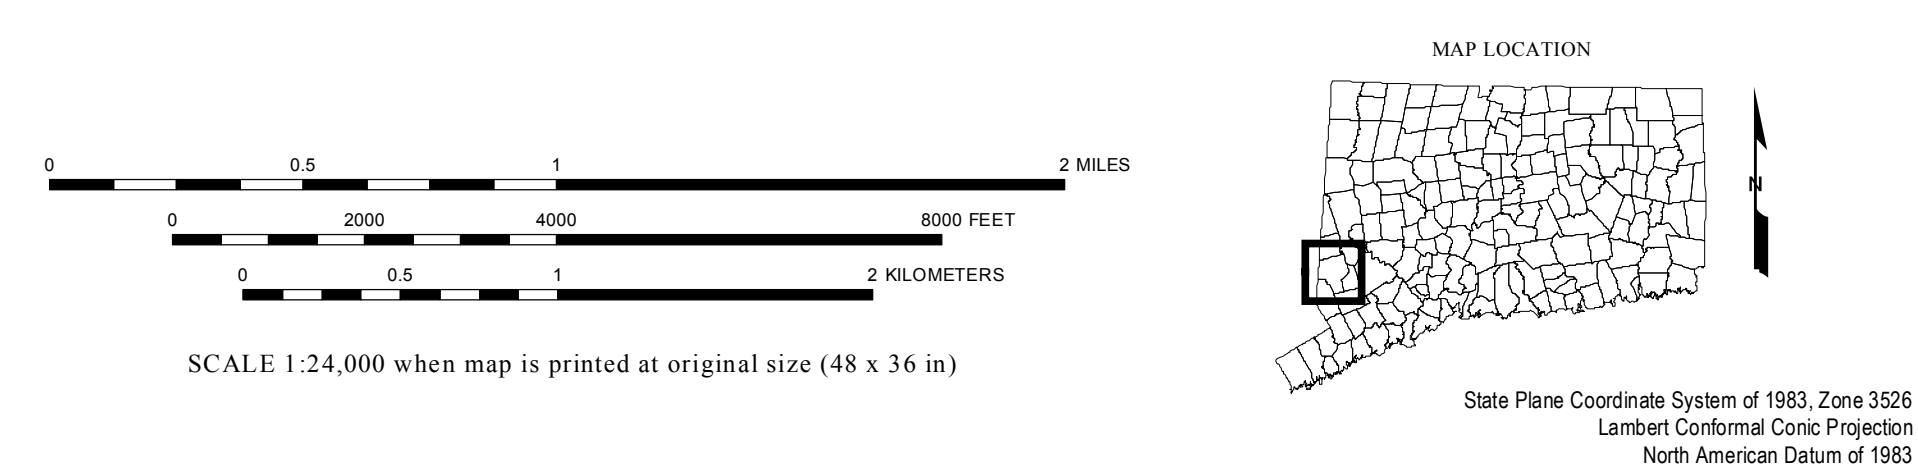 MAP LOCATION
0 0.5 1 2 MILES
0 2000 4000 8000 FEET
0 0.5 1 2 KILOMETERS
SCALE 1:24,000 when map is printed at original size (48 x 36 in)
N
State Plane Coordinate System of 1983, Zone 3526
Lambert Conformal Conic Projection
North American Datum of 1983